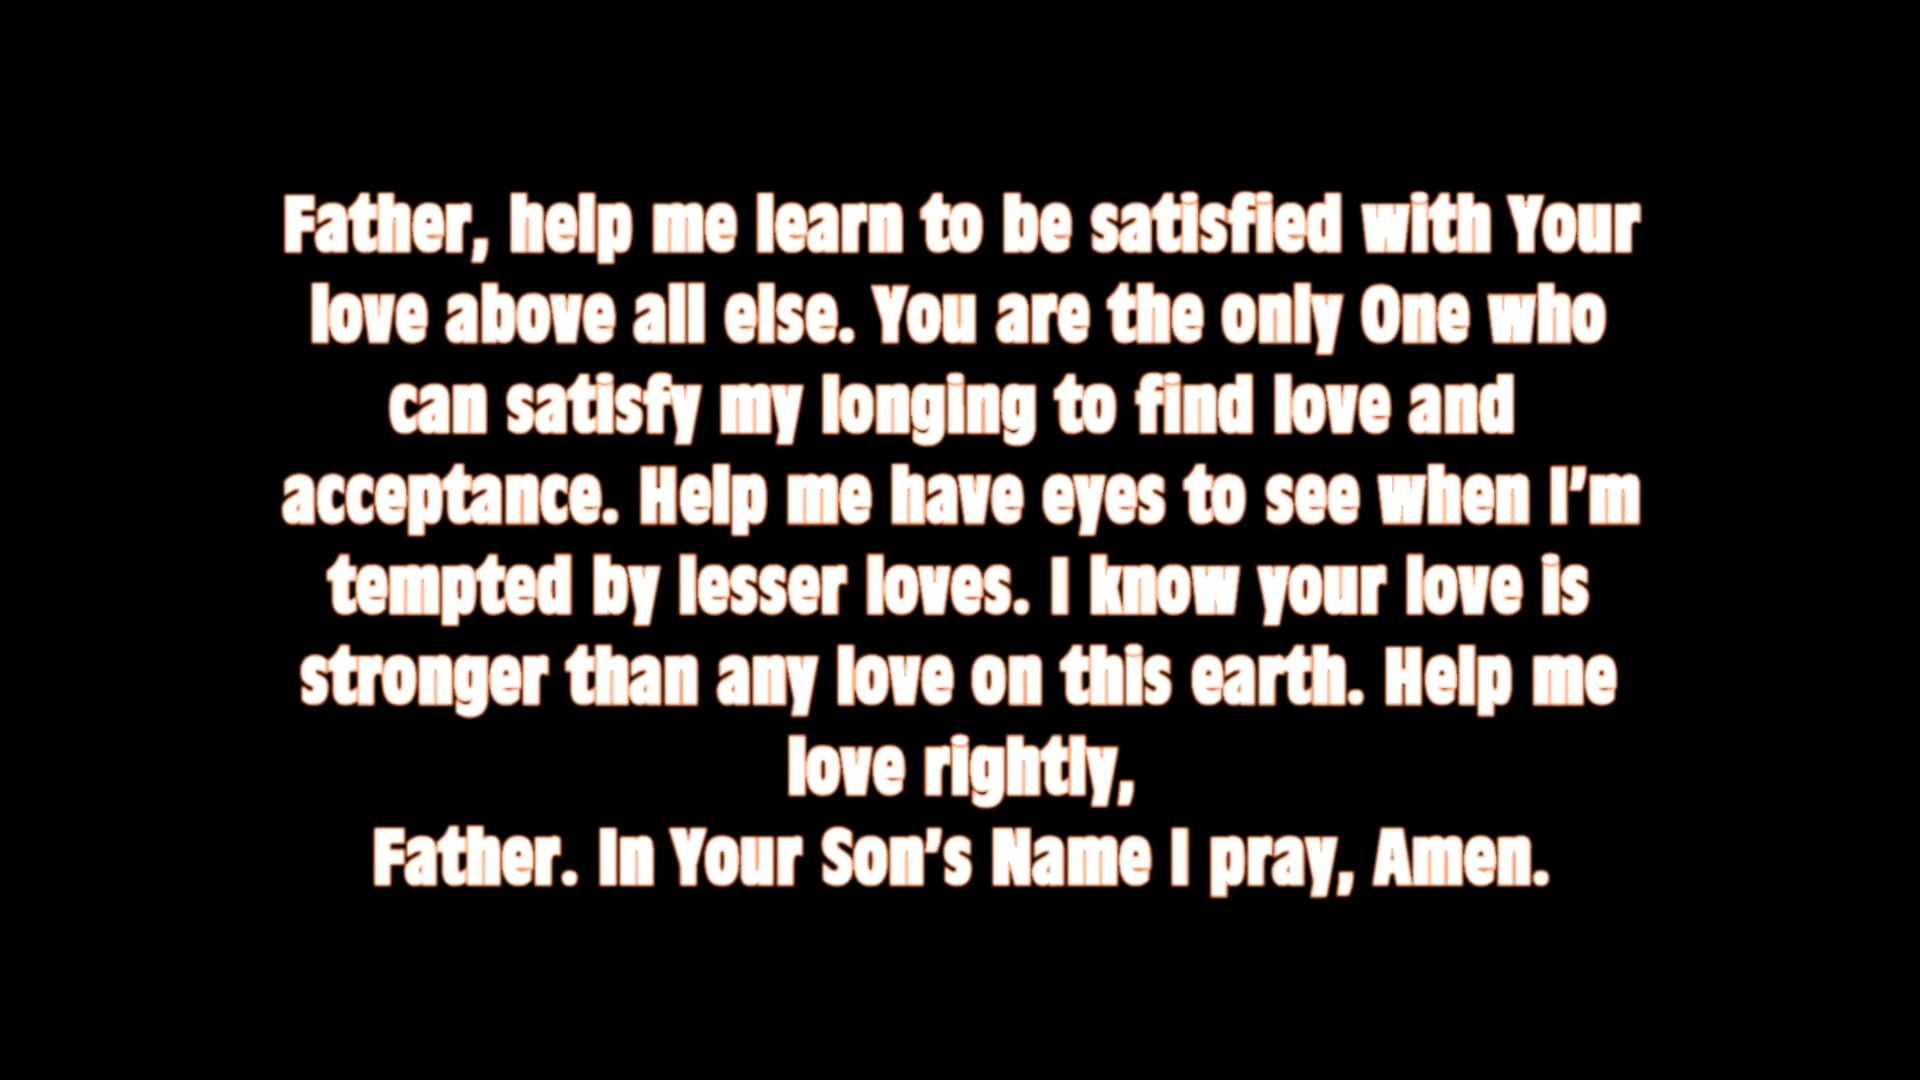 Father, help me learn to be satisfied with Your
love above all else. You are the only One who
can satisfy my longing to find love and
acceptance. Help me have eyes to see when I’m
tempted by lesser loves. I know your love is
stronger than any love on this earth. Help me
love rightly,
Father. In Your Son’s Name I pray, Amen.